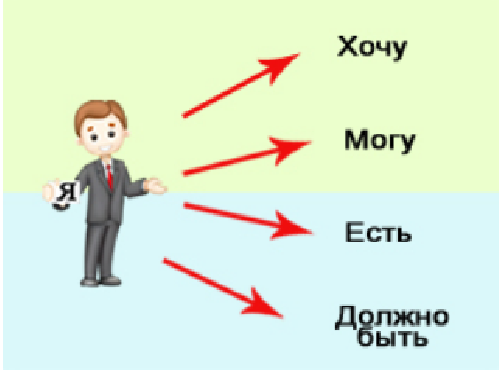 Хочу
Могу
Я
Есть
Должно
быть